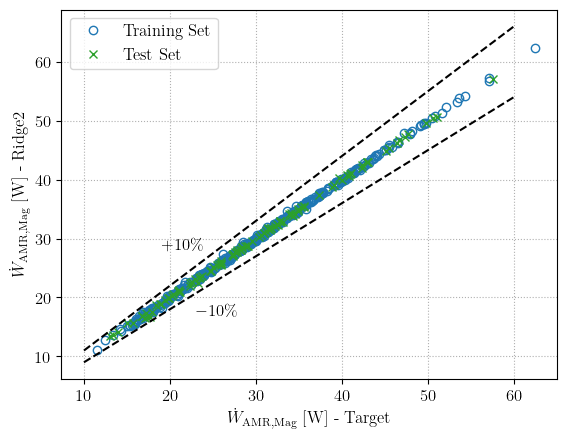 Training Set
Test Set
60
50
40
30
20
10
Ẇ_AMR,Mag [W] - Ridge2
+10%
−10%
10 20 30 40 50 60
Ẇ_AMR,Mag [W] - Target